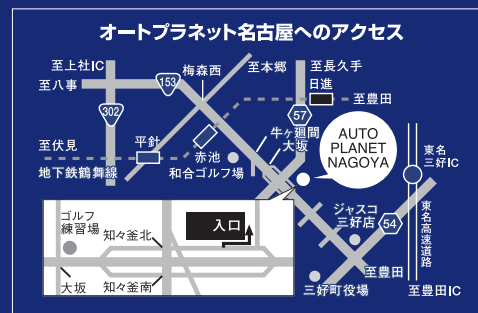 オートプラネット名古屋へのアクセス
至上社IC
至八事
153
梅森西
至本郷
至長久手
日進
302
57
至豊田
至伏見
平針
牛ヶ廻間
大坂
AUTO
PLANET
NAGOYA
東名
三好IC
地下鉄鶴舞線
赤池
和合ゴルフ場
ジャスコ
三好店
54
東名高速道路
ゴルフ
練習場
知々釜北
入口
大坂
知々釜南
至豊田
三好町役場
至豊田IC